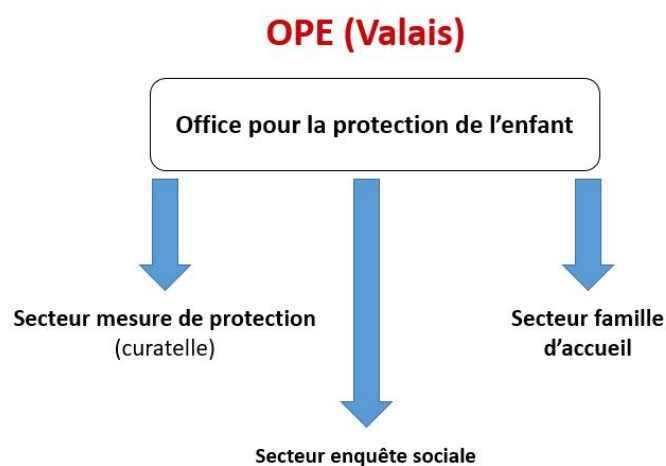 OPE (Valais)
Office pour la protection de l’enfant
Secteur mesure de protection
(curatelle)
Secteur famille
d’accueil
Secteur enquête sociale